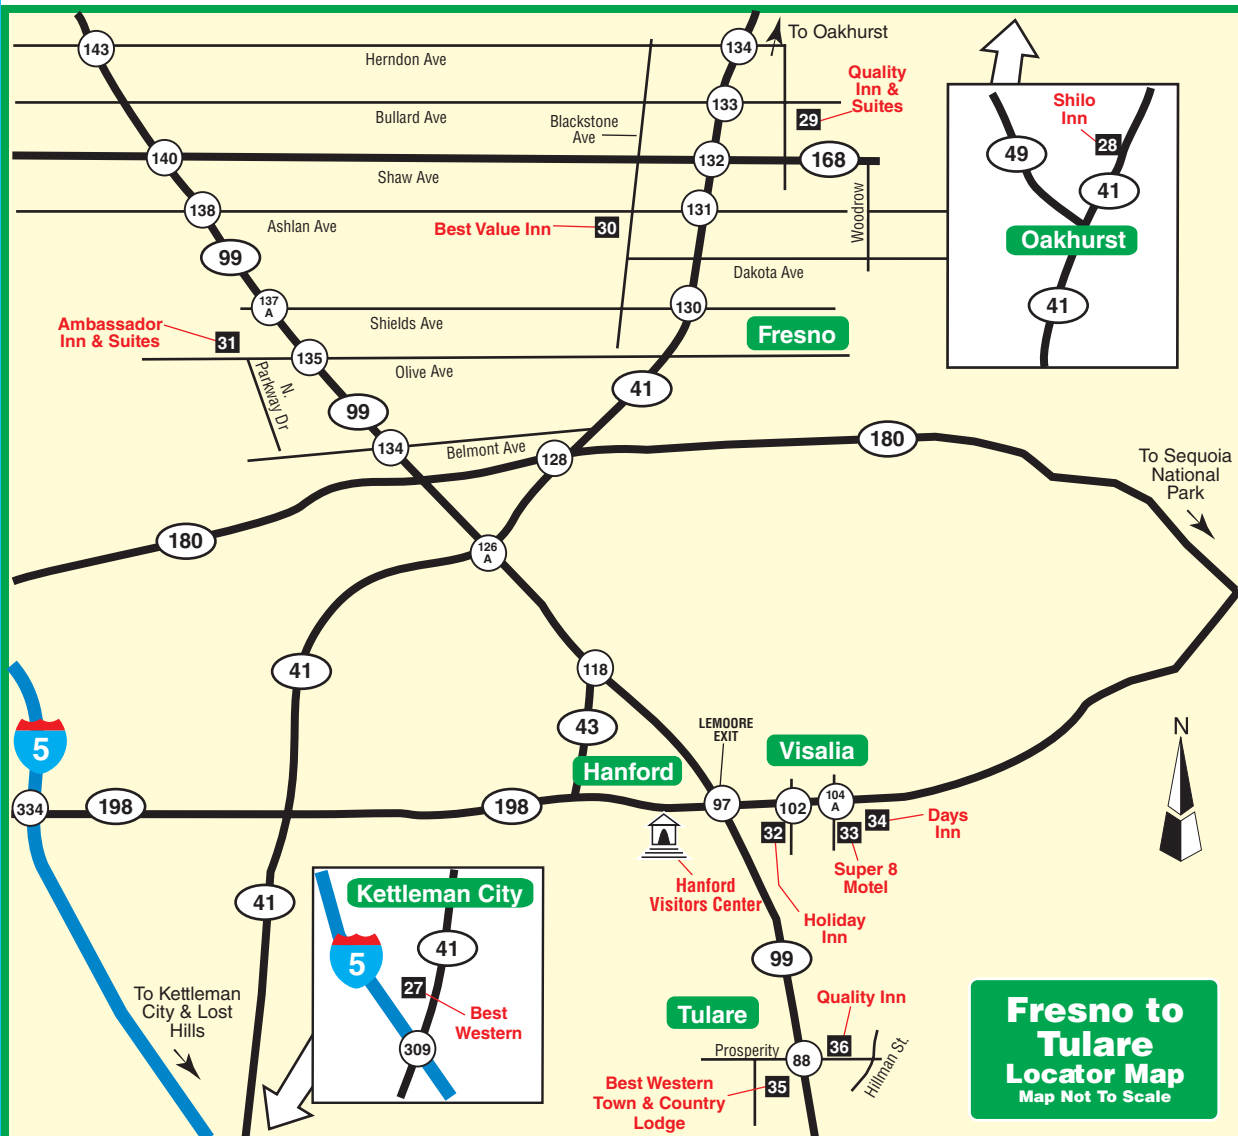 143
Herndon Ave
134
To Oakhurst
Quality
Inn &
Suites
29
133
Bullard Ave
Blackstone
Ave
140
132
168
Shaw Ave
138
131
Ashlan Ave
Best Value Inn
30
Woodrow
99
Dakota Ave
137
A
130
Shields Ave
Fresno
Ambassador
Inn & Suites
31
135
Olive Ave
N.
Parkway Dr
99
41
134
Belmont Ave
128
180
To Sequoia
National
Park
180
126
A
Shilo
Inn
28
49
41
Oakhurst
41
41
118
43
LEMOORE
EXIT
Visalia
Hanford
5
334
198
198
97
102
104
A
32
33
34
Days
Inn
Super 8
Motel
Holiday
Inn
Hanford
Visitors Center
N
41
Kettleman City
41
5
27
Best
Western
309
To Kettleman
City & Lost
Hills
99
Quality Inn
Tulare
36
Prosperity
88
Hillman St.
Best Western
Town & Country
Lodge
35
Fresno to
Tulare
Locator Map
Map Not To Scale